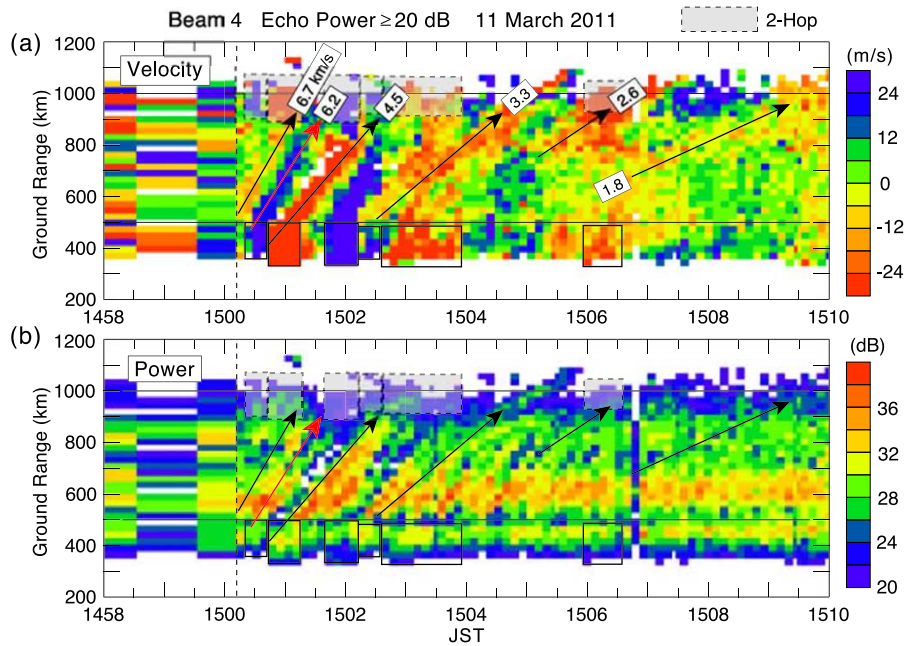 Beam 4 Echo Power ≥ 20 dB 11 March 2011 2-Hop
(a)
Velocity
Ground Range (km)
1200
1000
800
600
400
200
6.7 km/s
6.2
4.5
3.3
2.6
1.8
(m/s)
24
12
0
-12
-24
1458 1500 1502 1504 1506 1508 1510
(b)
Power
Ground Range (km)
1200
1000
800
600
400
200
(dB)
36
32
28
24
20
1458 1500 1502 1504 1506 1508 1510
JST